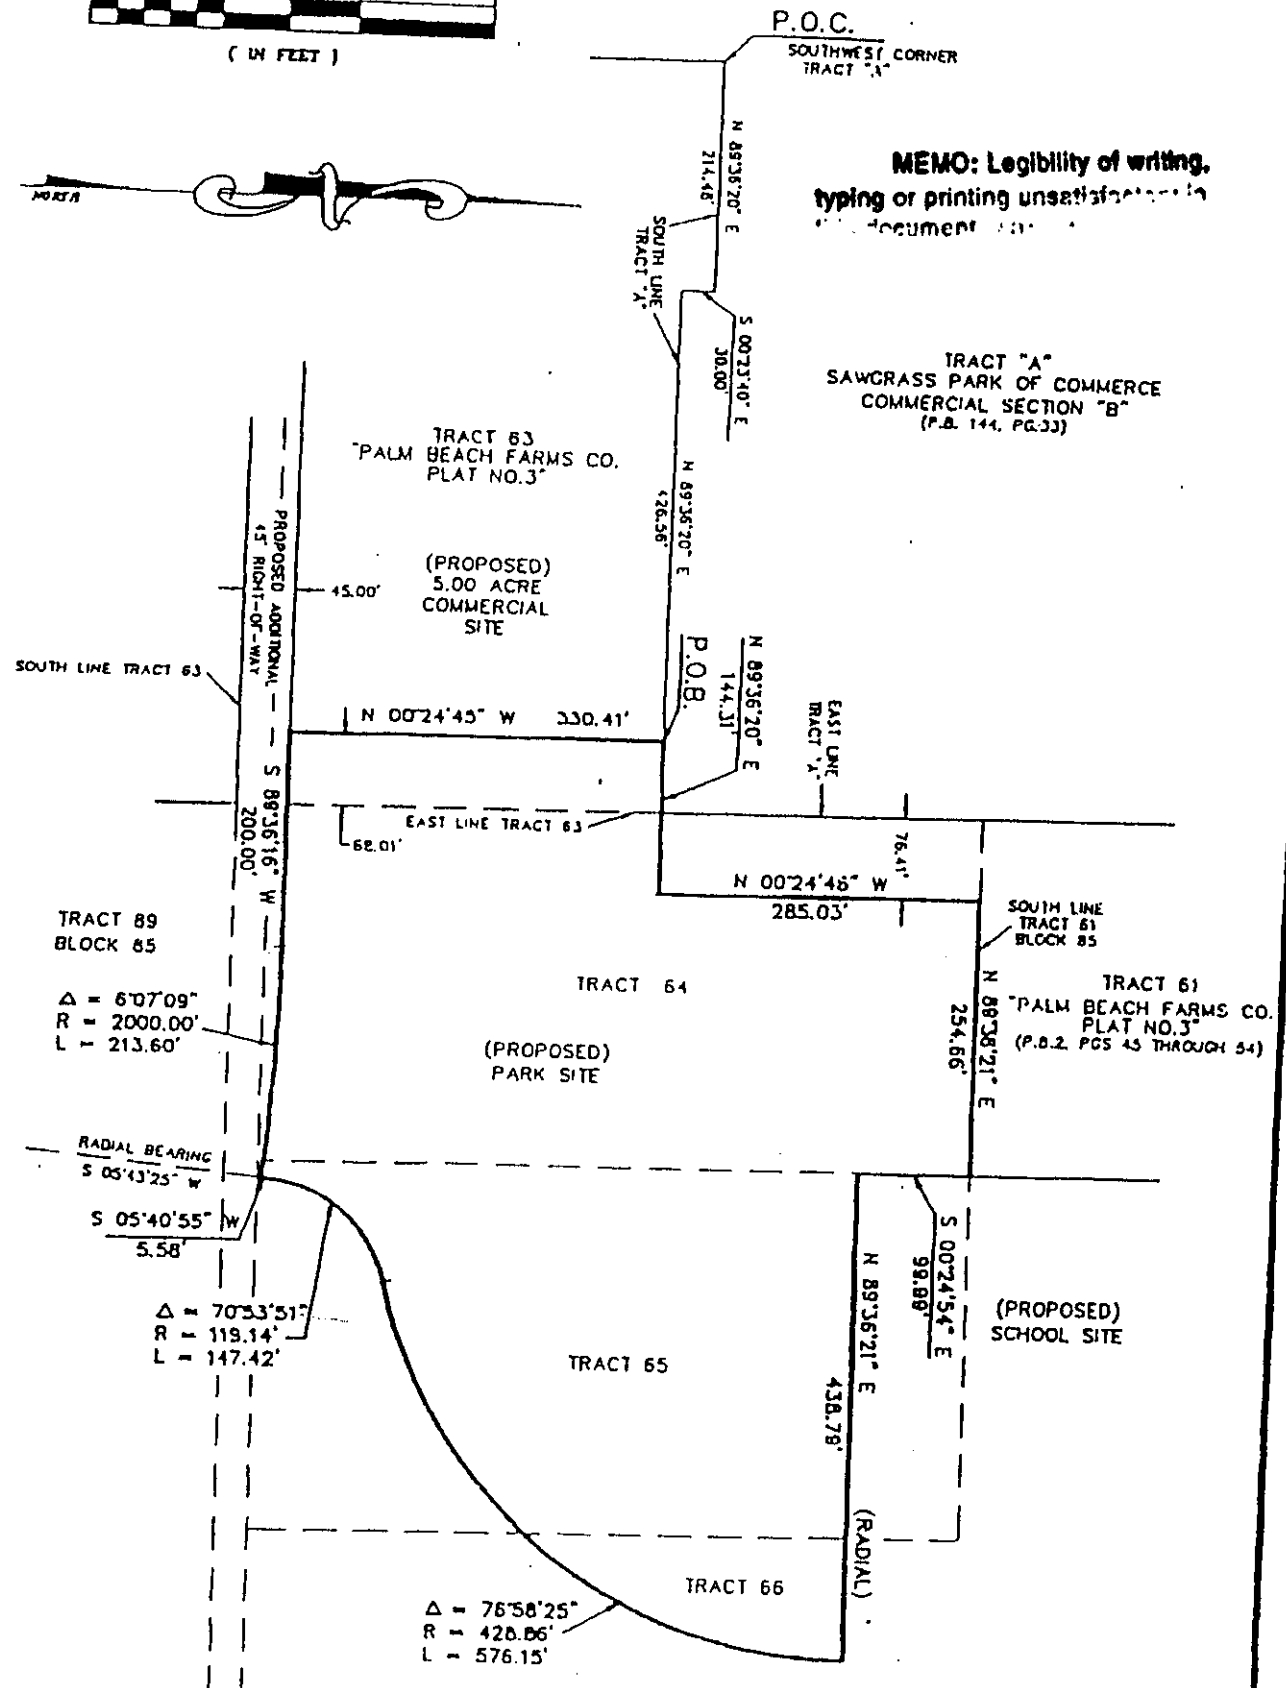 ( IN FEET )
P.O.C.
SOUTHWEST CORNER
TRACT "A"
NORTH
N 89°36'20" E
214.48'
MEMO: Legibility of writing,
typing or printing unsatisfactory in
document
SOUTH LINE
TRACT "A"
S 00°23'40" E
30.00'
TRACT "A"
SAWGRASS PARK OF COMMERCE
COMMERCIAL SECTION "B"
(P.B. 144, PG.33)
TRACT 63
"PALM BEACH FARMS CO.
PLAT NO.3"
N 89°36'20" E
426.56'
PROPOSED ADDITIONAL
45' RIGHT-OF-WAY
45.00'
(PROPOSED)
5.00 ACRE
COMMERCIAL
SITE
SOUTH LINE TRACT 63
P.O.B.
N 89°36'20" E
144.31'
N 00°24'45" W 330.41'
EAST LINE
TRACT "A"
S 89°36'16" W
200.00'
68.01'
EAST LINE TRACT 63
76.41'
N 00°24'46" W
285.03'
TRACT 89
BLOCK 85
SOUTH LINE
TRACT 61
BLOCK 85
TRACT 64
N 89°38'21" E
254.66'
TRACT 61
"PALM BEACH FARMS CO.
PLAT NO.3"
(P.B.2, PGS 45 THROUGH 54)
Δ = 6°07'09"
R = 2000.00'
L = 213.60'
(PROPOSED)
PARK SITE
RADIAL BEARING
S 05°43'25" W
S 05°40'55" W
5.58'
S 00°24'54" E
99.99'
Δ = 70°53'51"
R = 119.14'
L = 147.42'
N 89°36'21" E
438.79'
(RADIAL)
(PROPOSED)
SCHOOL SITE
TRACT 65
TRACT 66
Δ = 76°58'25"
R = 428.86'
L = 576.15'